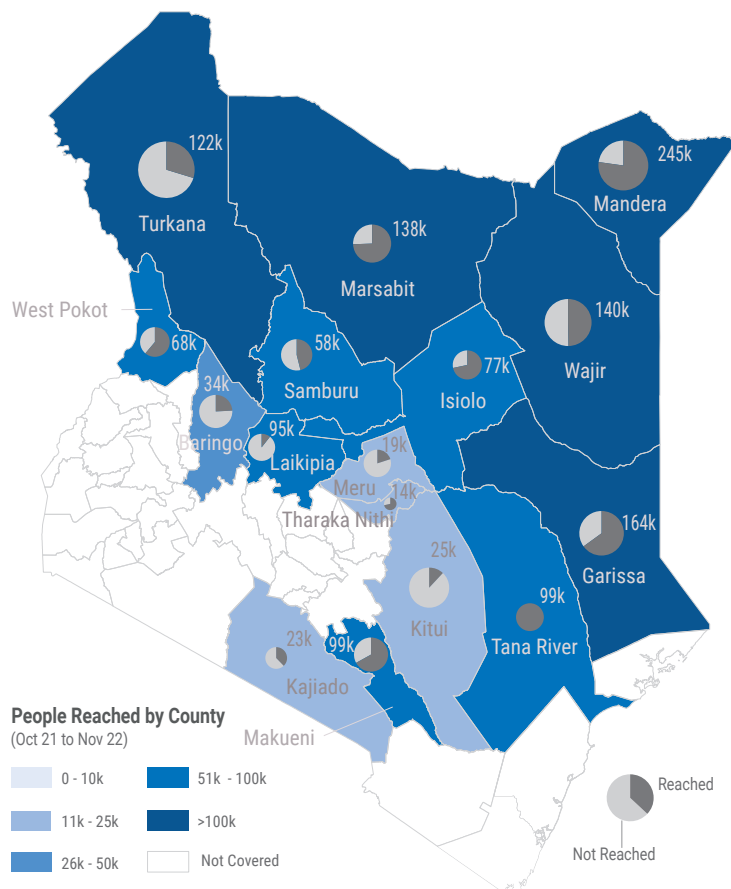 122k
Turkana
245k
Mandera
138k
Marsabit
West Pokot
68k
140k
Wajir
58k
Samburu
77k
Isiolo
34k
Baringo
95k
Laikipia
19k
Meru
14k
Tharaka Nithi
164k
Garissa
25k
Kitui
99k
Tana River
23k
Kajiado
99k
Makueni
People Reached by County
(Oct 21 to Nov 22)
0 - 10k
51k - 100k
11k - 25k
>100k
26k - 50k
Not Covered
Reached
Not Reached